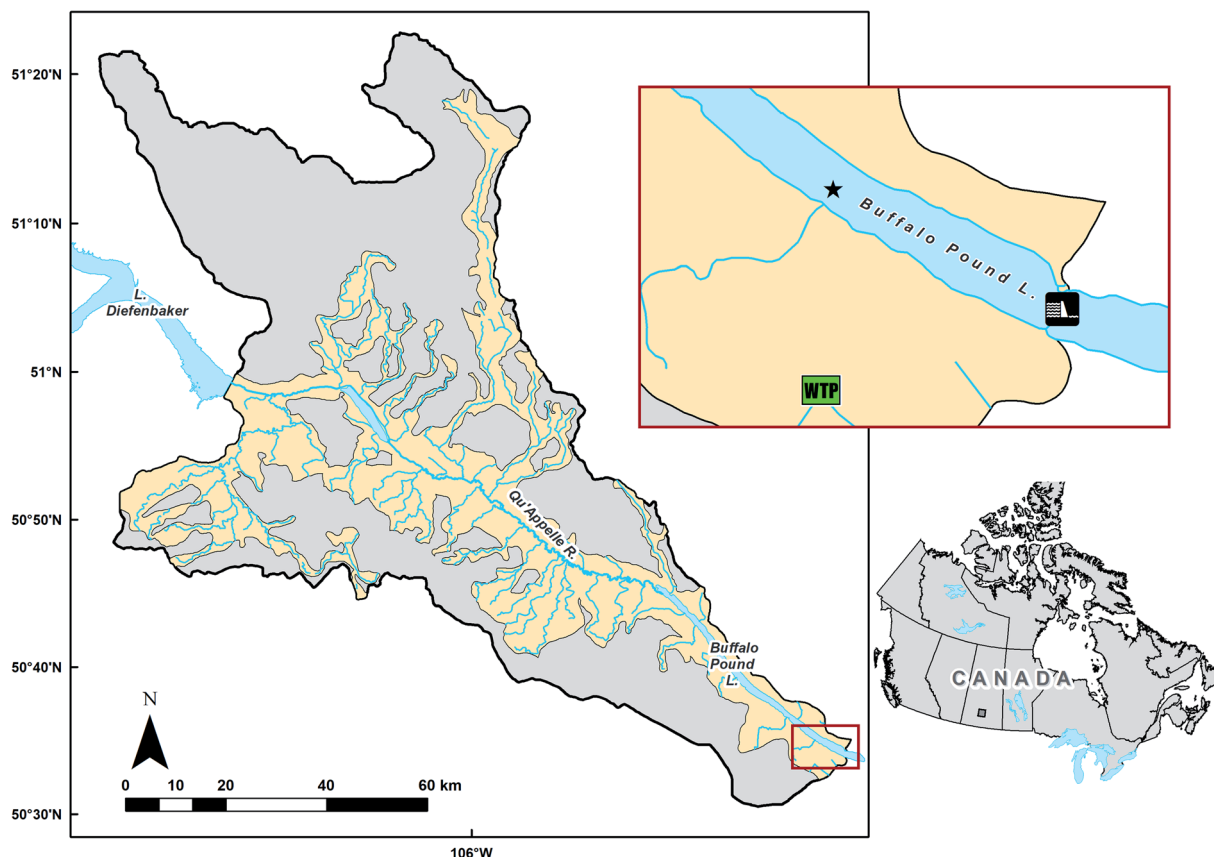 51°20'N
51°10'N
51°N
50°50'N
50°40'N
50°30'N
106°W
L.
Diefenbaker
Qu'Appelle R.
Buffalo
Pound
L.
N
0 10 20 40 60 km
Buffalo Pound L.
WTP
CANADA